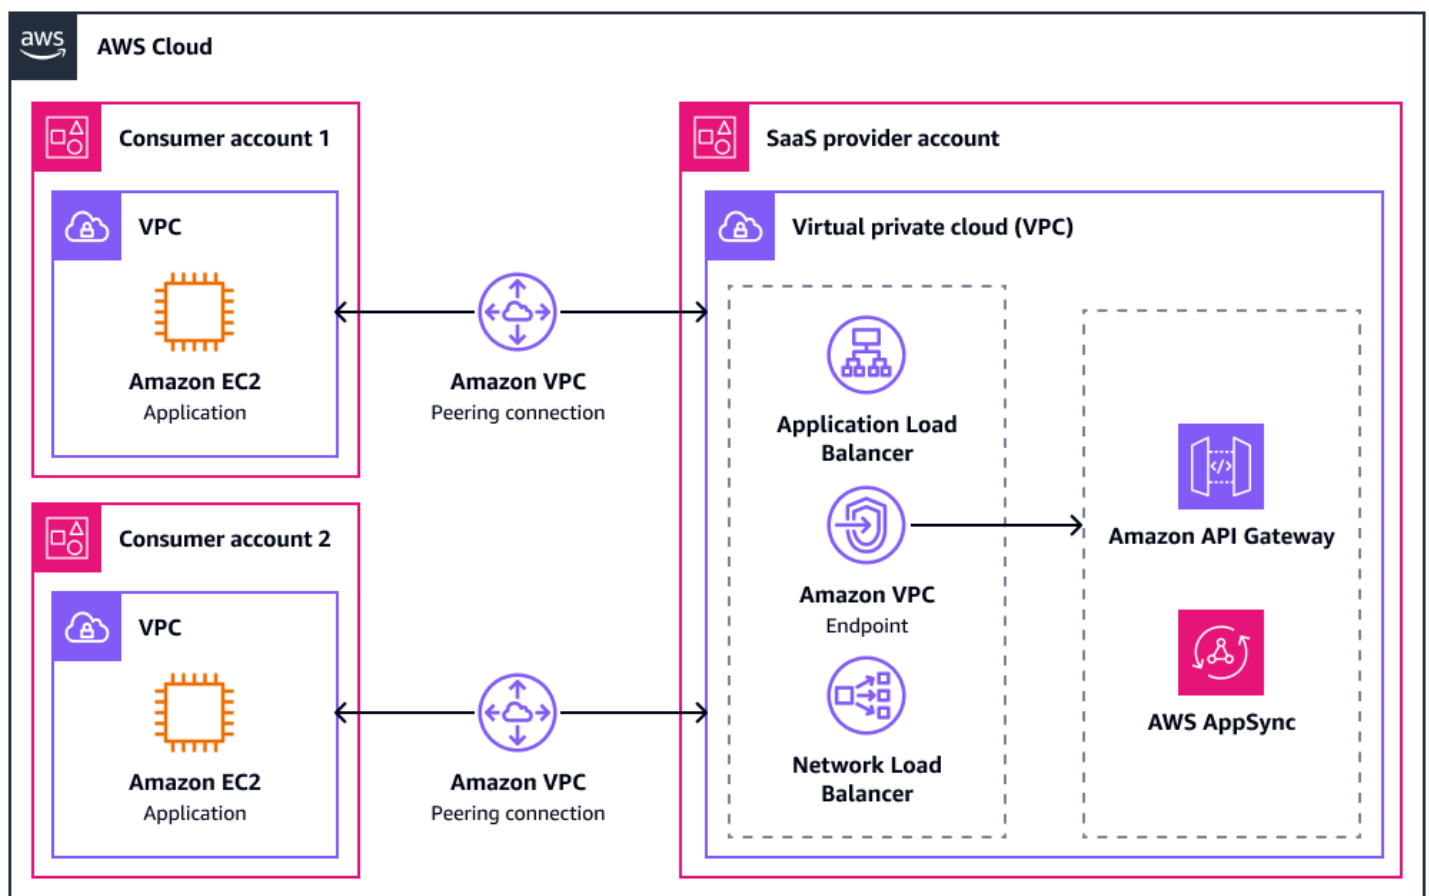 aws
AWS Cloud
Consumer account 1
VPC
Amazon EC2
Application
Amazon VPC
Peering connection
Consumer account 2
VPC
Amazon EC2
Application
Amazon VPC
Peering connection
SaaS provider account
Virtual private cloud (VPC)
Application Load
Balancer
Amazon VPC
Endpoint
Network Load
Balancer
</>
Amazon API Gateway
AWS AppSync